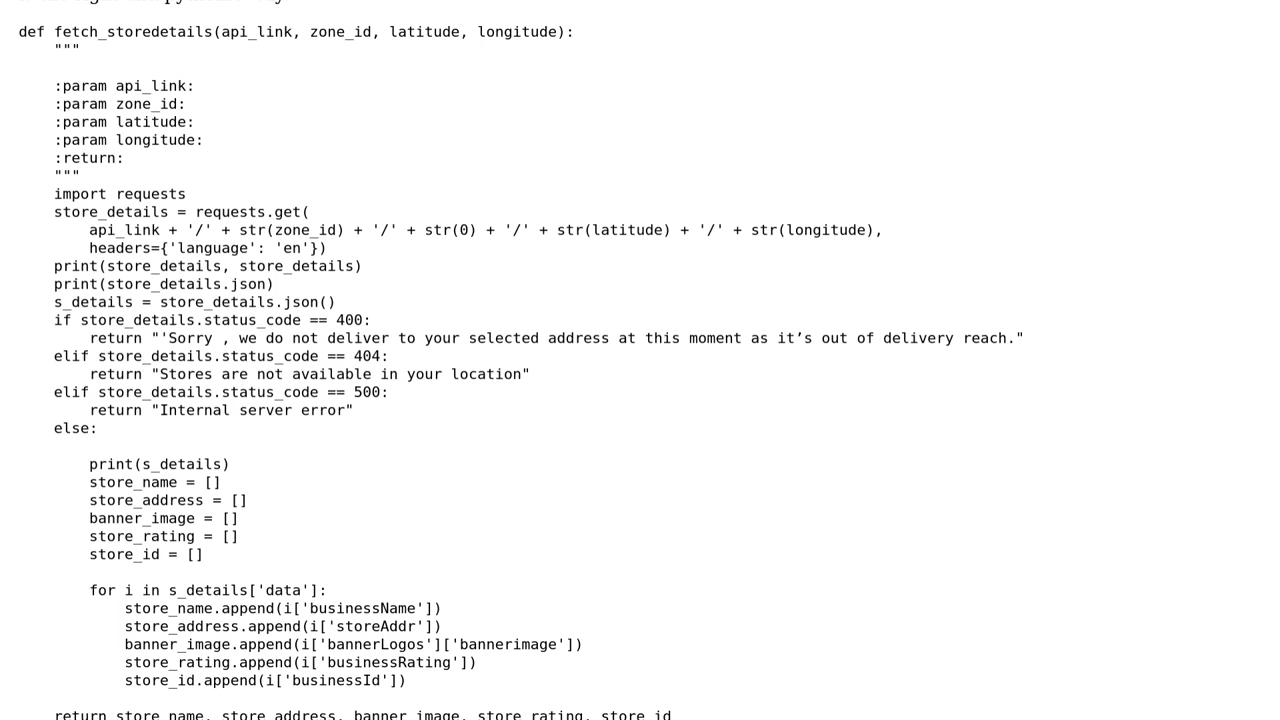 def fetch_storedetails(api_link, zone_id, latitude, longitude):
    """

    :param api_link:
    :param zone_id:
    :param latitude:
    :param longitude:
    :return:
    """
    import requests
    store_details = requests.get(
        api_link + '/' + str(zone_id) + '/' + str(0) + '/' + str(latitude) + '/' + str(longitude),
        headers={'language': 'en'})
    print(store_details, store_details)
    print(store_details.json)
    s_details = store_details.json()
    if store_details.status_code == 400:
        return "'Sorry , we do not deliver to your selected address at this moment as it’s out of delivery reach."
    elif store_details.status_code == 404:
        return "Stores are not available in your location"
    elif store_details.status_code == 500:
        return "Internal server error"
    else:

        print(s_details)
        store_name = []
        store_address = []
        banner_image = []
        store_rating = []
        store_id = []

        for i in s_details['data']:
            store_name.append(i['businessName'])
            store_address.append(i['storeAddr'])
            banner_image.append(i['bannerLogos']['bannerimage'])
            store_rating.append(i['businessRating'])
            store_id.append(i['businessId'])

    return store_name, store_address, banner_image, store_rating, store_id